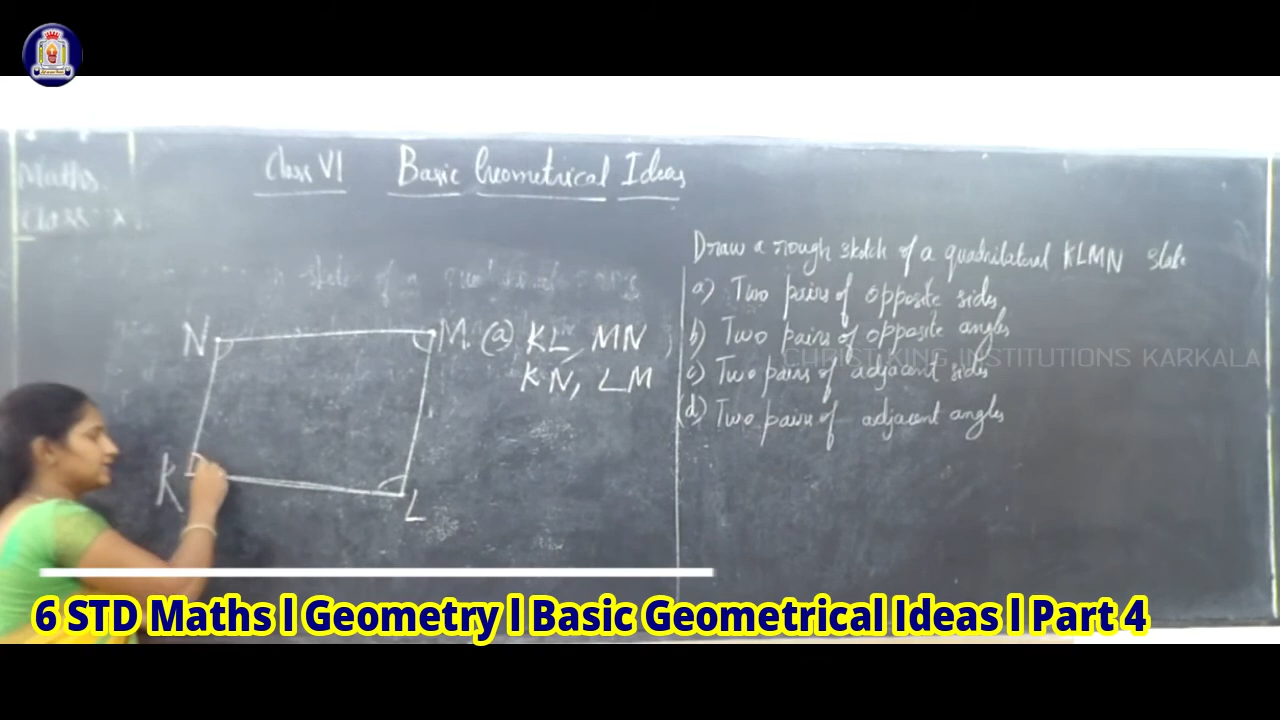 Maths
Class : X.
Class VI Basic Geometrical Ideas
Draw a rough sketch of a quadrilateral KLMN state
a) Two pairs of opposite sides,
b) Two pairs of opposite angles
c) Two pairs of adjacent sides
(d) Two pairs of adjacent angles
N
M.
K
L
(a) KL, MN
KN, LM
CHRIST KING INSTITUTIONS KARKALA
6 STD Maths l Geometry l Basic Geometrical Ideas l Part 4